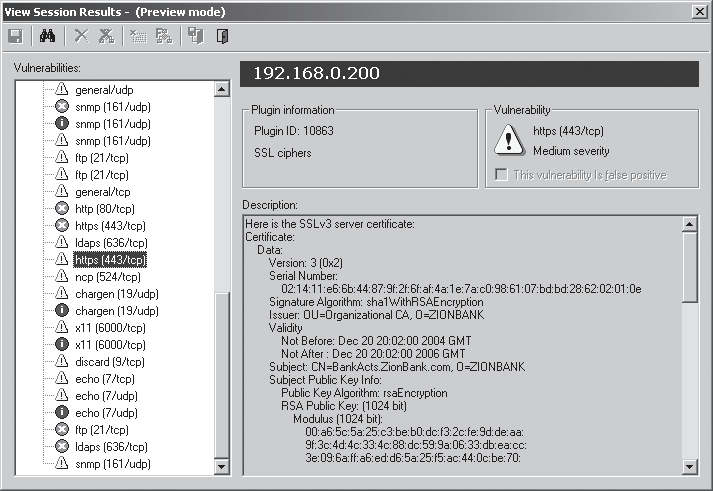 View Session Results - (Preview mode)
Vulnerabilities:
general/udp
snmp (161/udp)
snmp (161/udp)
snmp (161/udp)
ftp (21/tcp)
ftp (21/tcp)
general/tcp
http (80/tcp)
https (443/tcp)
ldaps (636/tcp)
https (443/tcp)
ncp (524/tcp)
chargen (19/udp)
chargen (19/udp)
x11 (6000/tcp)
x11 (6000/tcp)
discard (9/tcp)
echo (7/tcp)
echo (7/udp)
echo (7/udp)
ftp (21/tcp)
ldaps (636/tcp)
snmp (161/udp)
192.168.0.200
Plugin information
Plugin ID: 10863
SSL ciphers
Vulnerability
https (443/tcp)
Medium severity
This vulnerability Is false positive
Description:
Here is the SSLv3 server certificate:
Certificate:
Data:
Version: 3 (0x2)
Serial Number:
02:14:11:e6:6b:44:87:9f:2f:6f:af:4a:1e:7a:c0:98:61:07:bd:bd:28:62:02:01:0e
Signature Algorithm: sha1WithRSAEncryption
Issuer: OU=Organizational CA, O=ZIONBANK
Validity
Not Before: Dec 20 20:02:00 2004 GMT
Not After : Dec 20 20:02:00 2006 GMT
Subject: CN=BankActs.ZionBank.com, O=ZIONBANK
Subject Public Key Info:
Public Key Algorithm: rsaEncryption
RSA Public Key: (1024 bit)
Modulus (1024 bit):
00:a6:5c:5a:25:c3:be:b0:dc:f3:2c:fe:9d:de:aa:
9f:3c:4d:4c:33:4c:88:dc:59:9a:06:33:db:ea:cc:
3e:09:6a:ff:a6:ed:d6:5a:25:f5:ac:44:0c:be:70: